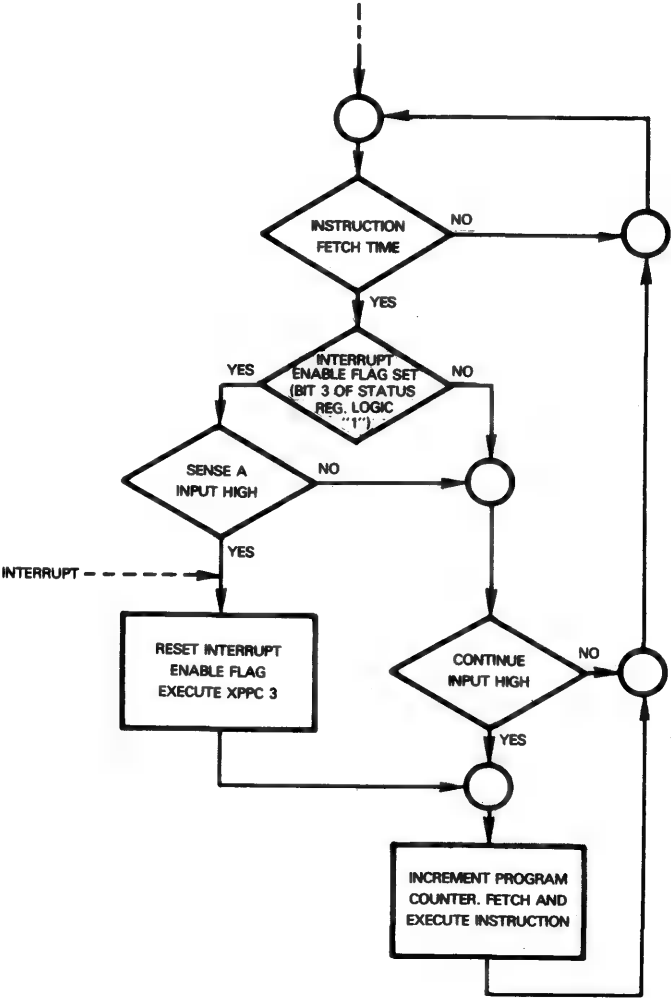 INSTRUCTION
FETCH TIME
NO
YES
INTERRUPT
ENABLE FLAG SET
(BIT 3 OF STATUS
REG. LOGIC
"1")
YES
NO
SENSE A
INPUT HIGH
NO
YES
INTERRUPT
RESET INTERRUPT
ENABLE FLAG
EXECUTE XPPC 3
CONTINUE
INPUT HIGH
NO
YES
INCREMENT PROGRAM
COUNTER. FETCH AND
EXECUTE INSTRUCTION